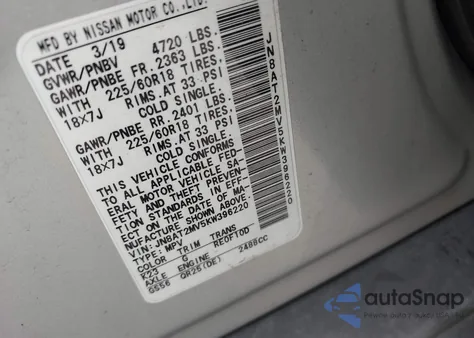 MFD BY NISSAN MOTOR CO.,LTD.
DATE 3/19
GVWR/PNBV 4720 LBS.
GAWR/PNBE FR. 2363 LBS.
WITH 225/60R18 TIRES
18X7J RIMS.AT 33 PSI
COLD SINGLE
GAWR/PNBE RR. 2401 LBS.
WITH 225/60R18 TIRES
18X7J RIMS.AT 33 PSI
COLD SINGLE
THIS VEHICLE CONFORMS
TO ALL APPLICABLE FED-
ERAL MOTOR VEHICLE SA-
FETY AND THEFT PREVEN-
TION STANDARDS IN EFF-
ECT ON THE DATE OF MA-
NUFACTURE SHOWN ABOVE.
VIN:JN8AT2MV5KW396220
TYPE: MPV
COLOR TRIM TRANS
K23 G RE0F10D
AXLE ENGINE
GS56 QR25(DE) 2488CC
JN8AT2MV5KW396220
autoSnap